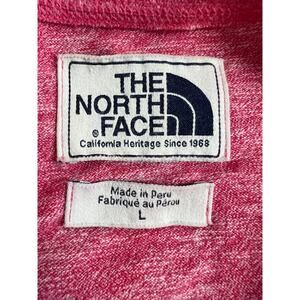 THE
NORTH
® FACE
California Heritage Since 1968
Made in Peru
Fabriqué au Pérou
L